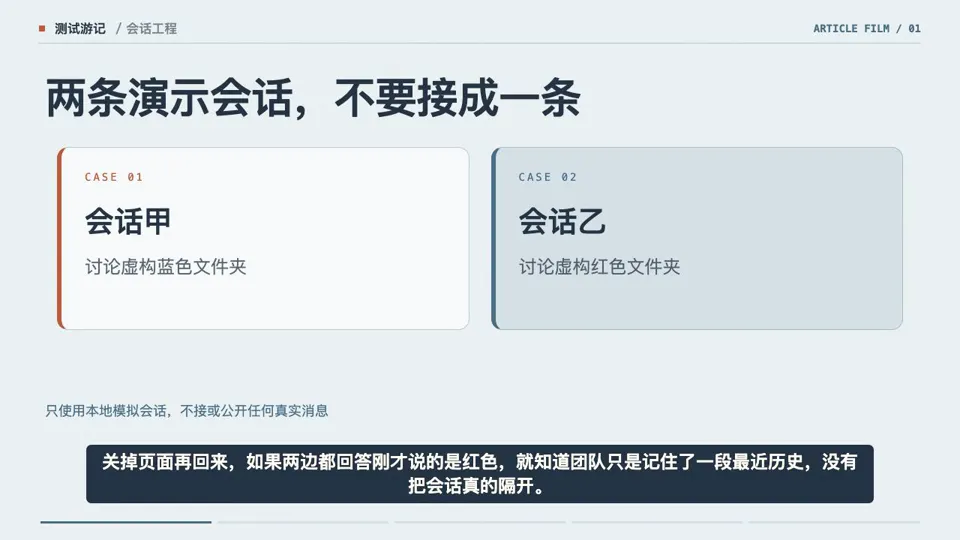 测试游记 / 会话工程
ARTICLE FILM / 01
两条演示会话，不要接成一条
CASE 01
会话甲
讨论虚构蓝色文件夹
CASE 02
会话乙
讨论虚构红色文件夹
只使用本地模拟会话，不接或公开任何真实消息
关掉页面再回来，如果两边都回答刚才说的是红色，就知道团队只是记住了一段最近历史，没有
把会话真的隔开。